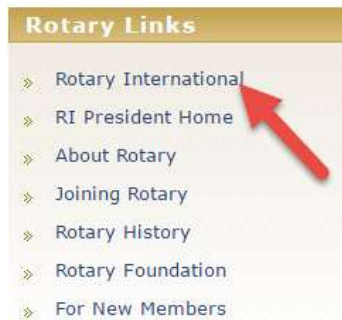 Rotary Links
Rotary International
RI President Home
About Rotary
Joining Rotary
Rotary History
Rotary Foundation
For New Members